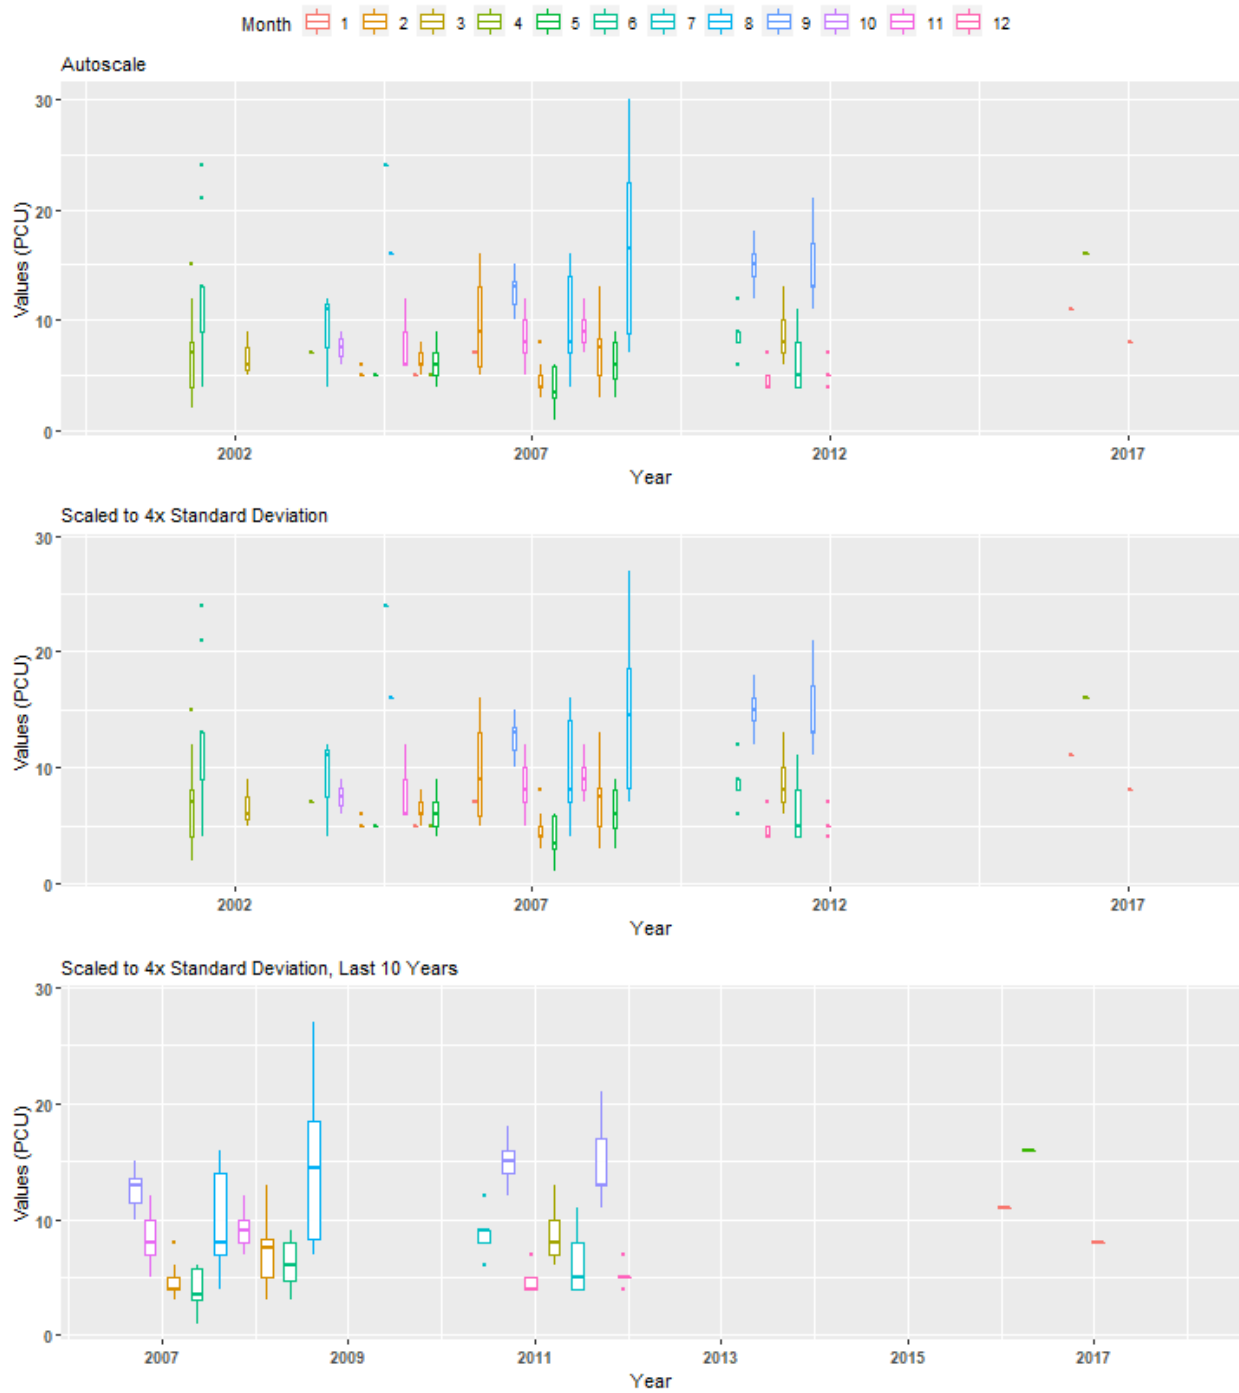 Month 1 2 3 4 5 6 7 8 9 10 11 12
Autoscale
Values (PCU)
30
20
10
0
2002 2007 2012 2017
Year
Scaled to 4x Standard Deviation
Values (PCU)
30
20
10
0
2002 2007 2012 2017
Year
Scaled to 4x Standard Deviation, Last 10 Years
Values (PCU)
30
20
10
0
2007 2009 2011 2013 2015 2017
Year